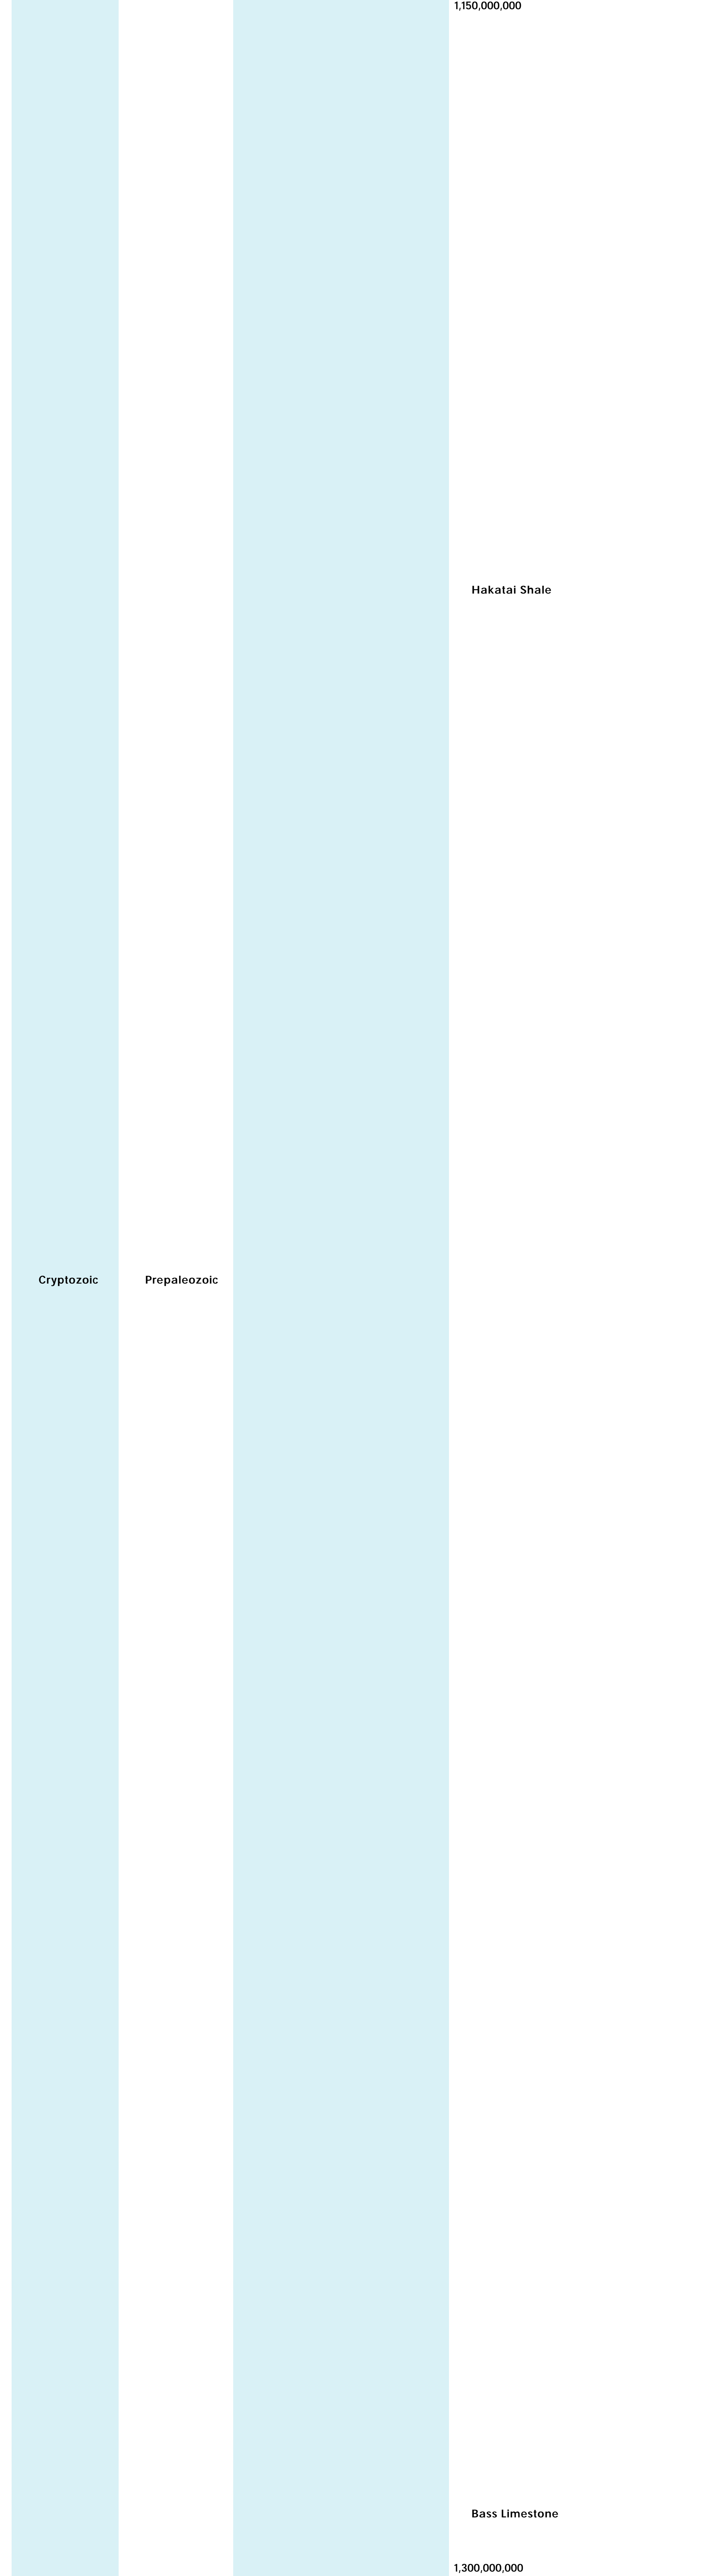 1,150,000,000
Hakatai Shale
Cryptozoic
Prepaleozoic
Bass Limestone
1,300,000,000